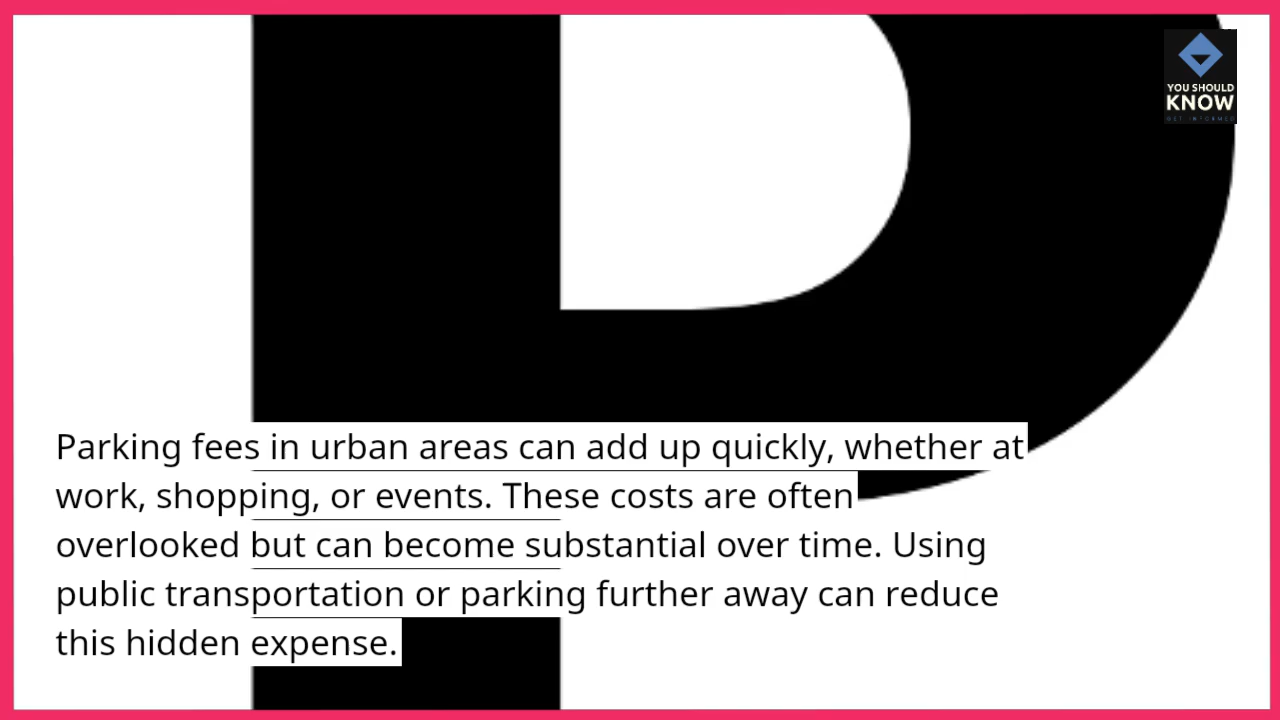 YOU SHOULD
KNOW
GET INFORMED
Parking fees in urban areas can add up quickly, whether at
work, shopping, or events. These costs are often
overlooked but can become substantial over time. Using
public transportation or parking further away can reduce
this hidden expense.